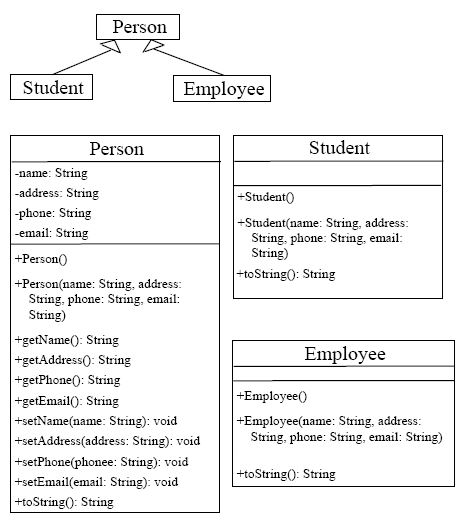 Person
Student
Employee
Person
-name: String
-address: String
-phone: String
-email: String
+Person()
+Person(name: String, address:
String, phone: String, email:
String)
+getName(): String
+getAddress(): String
+getPhone(): String
+getEmail(): String
+setName(name: String): void
+setAddress(address: String): void
+setPhone(phonee: String): void
+setEmail(email: String): void
+toString(): String
Student
+Student()
+Student(name: String, address:
String, phone: String, email:
String)
+toString(): String
Employee
+Employee()
+Employee(name: String, address:
String, phone: String, email: String)
+toString(): String